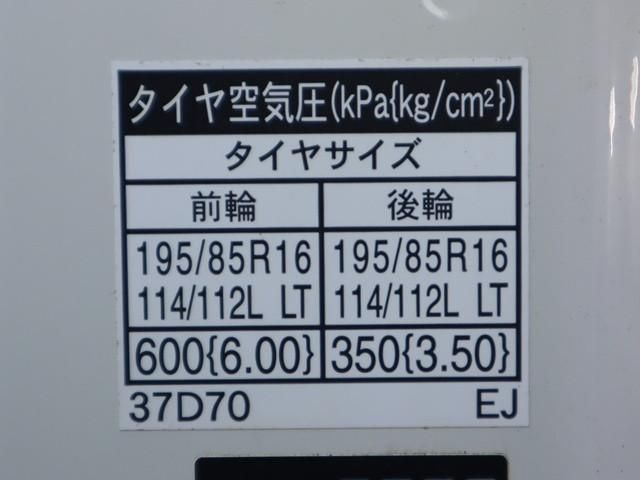 タイヤ空気圧(kPa{kg/cm²})
タイヤサイズ
前輪 後輪
195/85R16 195/85R16
114/112L LT 114/112L LT
600{6.00} 350{3.50}
37D70 EJ